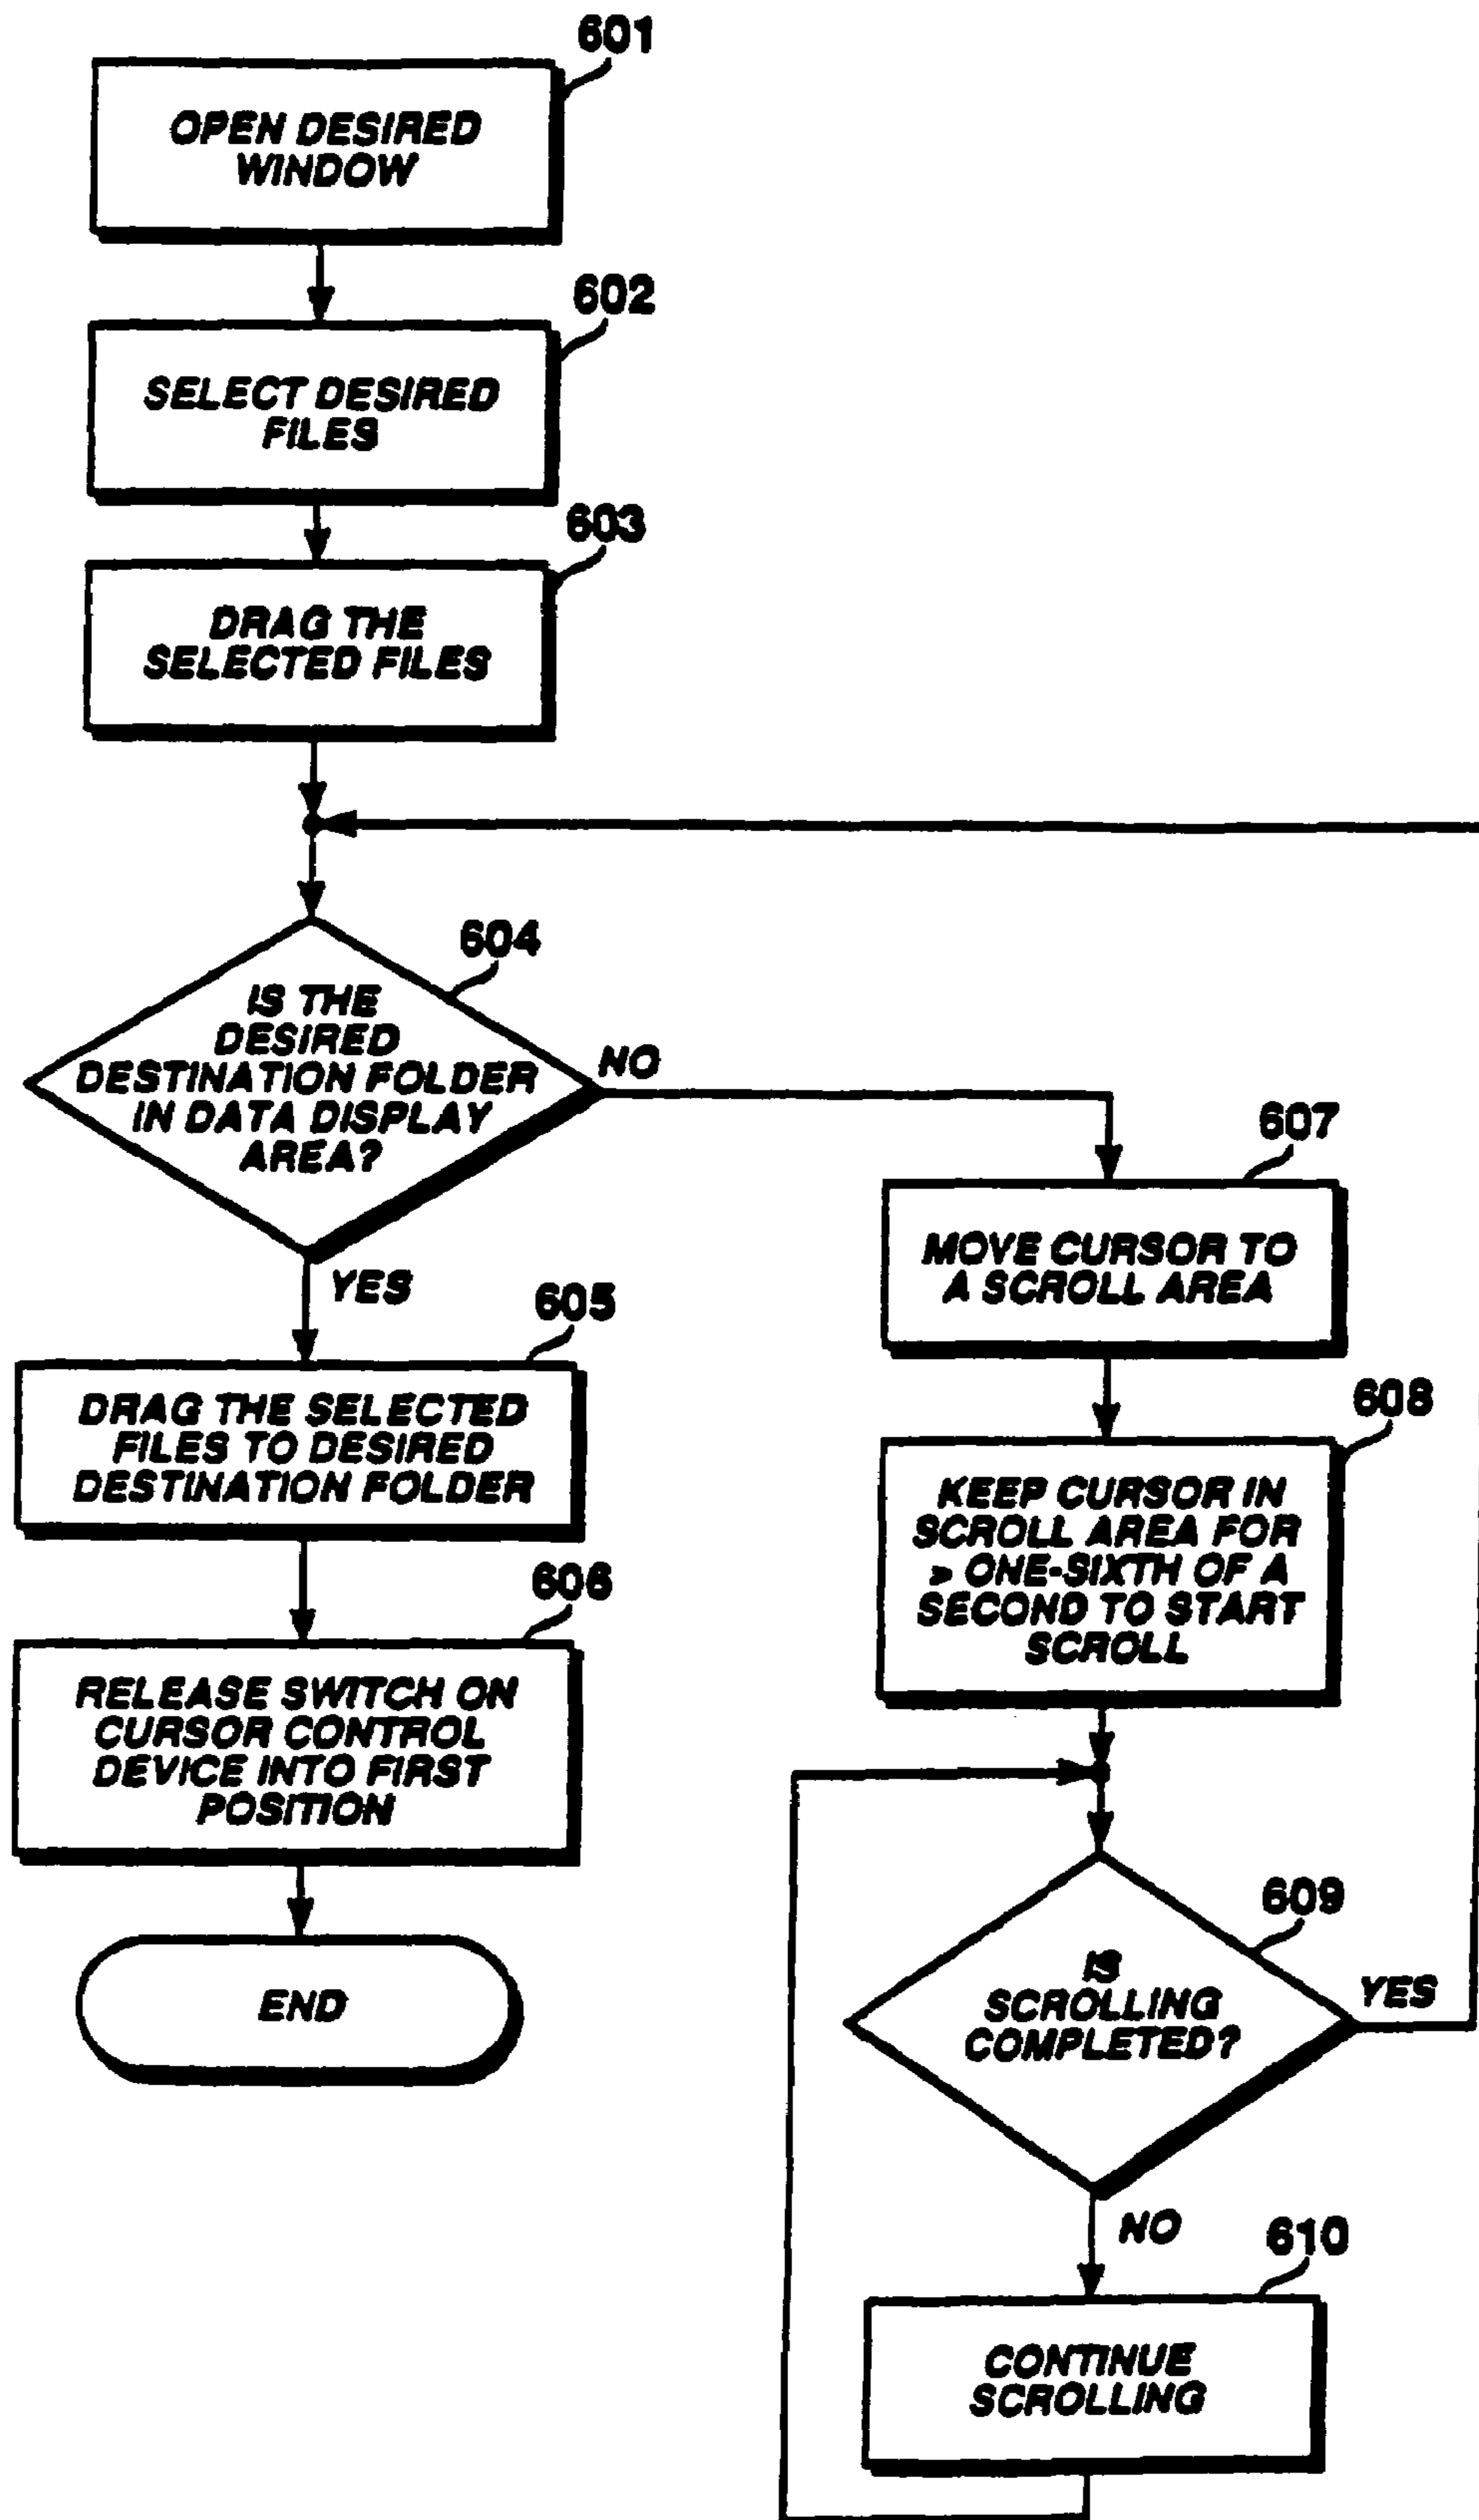 601
OPEN DESIRED
WINDOW
602
SELECT DESIRED
FILES
603
DRAG THE
SELECTED FILES
604
IS THE
DESIRED
DESTINATION FOLDER
IN DATA DISPLAY
AREA?
NO
YES
605
DRAG THE SELECTED
FILES TO DESIRED
DESTINATION FOLDER
606
RELEASE SWITCH ON
CURSOR CONTROL
DEVICE INTO FIRST
POSITION
END
607
MOVE CURSOR TO
A SCROLL AREA
608
KEEP CURSOR IN
SCROLL AREA FOR
> ONE-SIXTH OF A
SECOND TO START
SCROLL
609
IS
SCROLLING
COMPLETED?
YES
NO
610
CONTINUE
SCROLLING